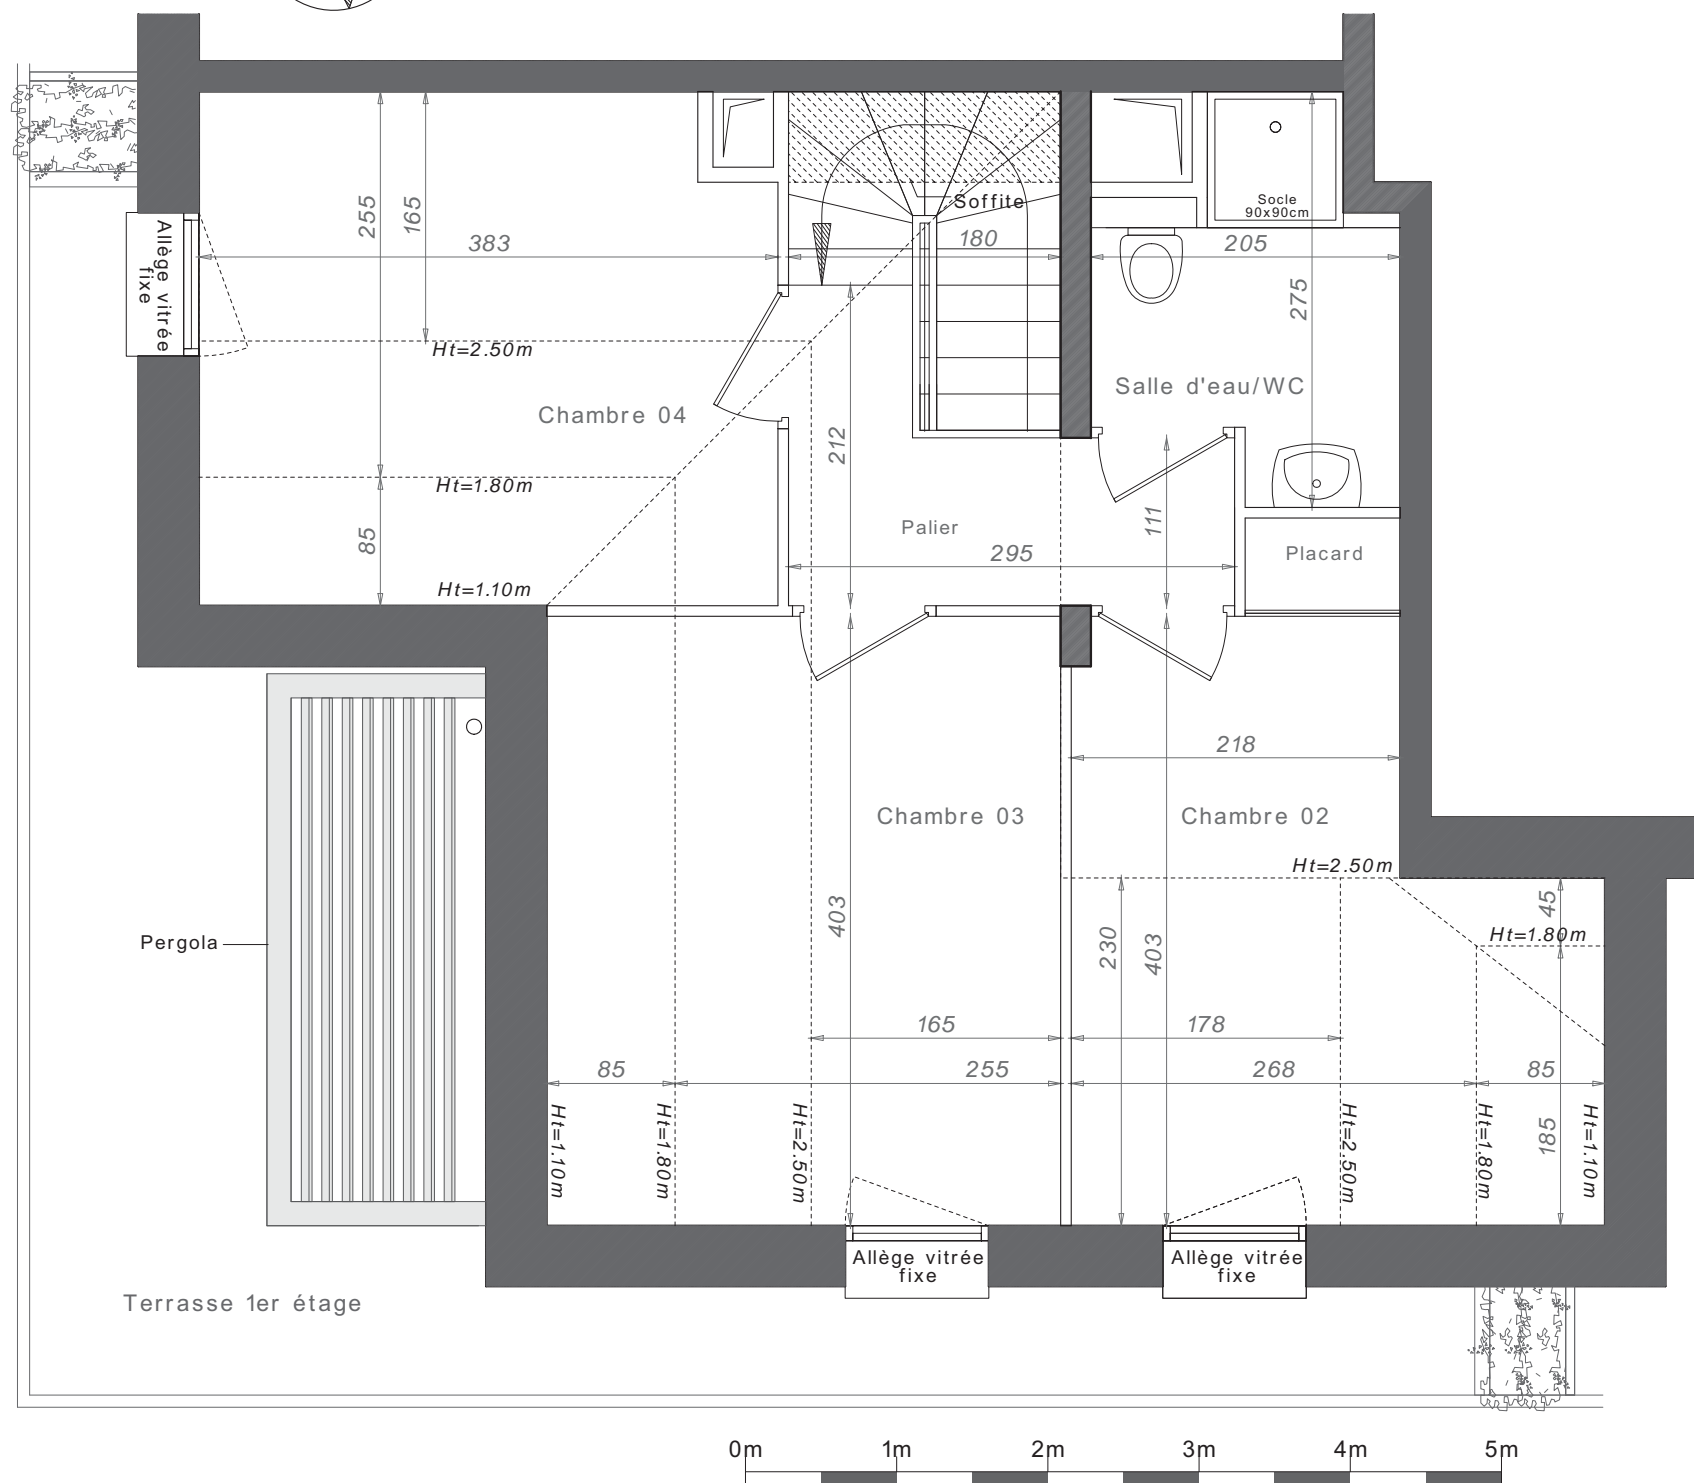 Soffite
Socle
90x90cm
255
165
383
180
205
275
Allège vitrée
fixe
Ht=2.50m
Salle d'eau/WC
Chambre 04
212
Ht=1.80m
85
Palier
111
295
Placard
Ht=1.10m
218
Chambre 03
Chambre 02
Ht=2.50m
403
230
403
45
Ht=1.80m
Pergola
165
178
85
255
268
85
185
Ht=1.10m
Ht=1.80m
Ht=2.50m
Ht=2.50m
Ht=1.80m
Ht=1.10m
Allège vitrée
fixe
Allège vitrée
fixe
Terrasse 1er étage
0m 1m 2m 3m 4m 5m